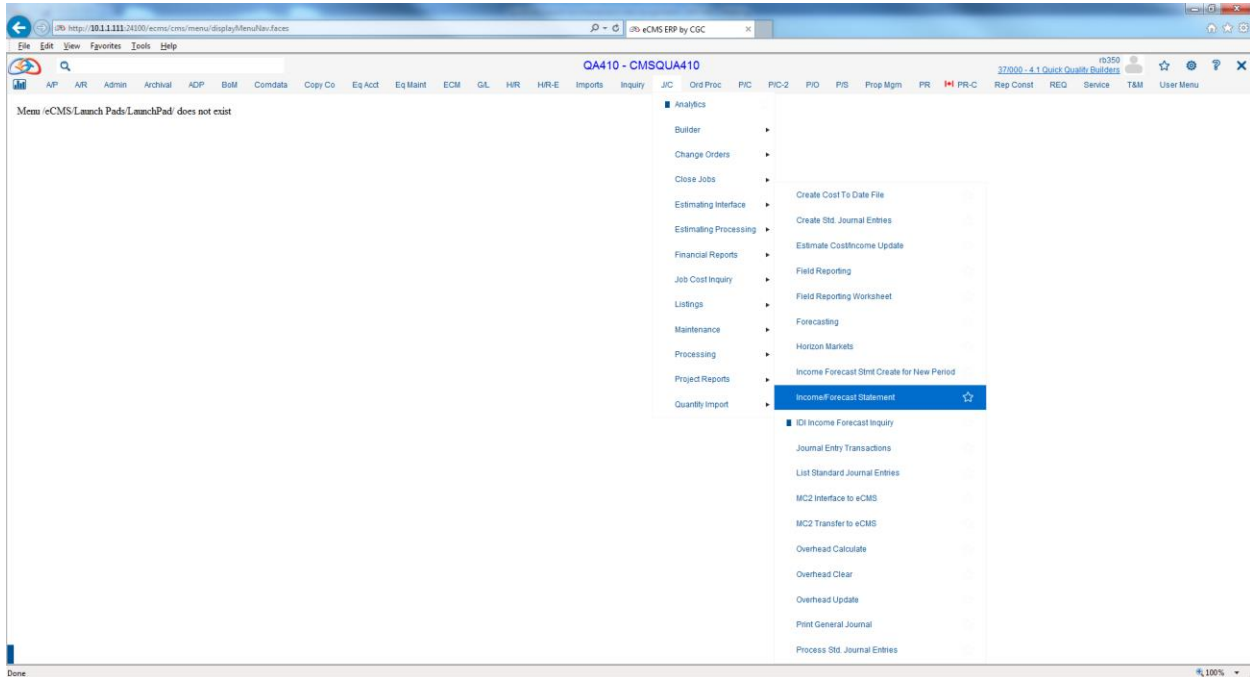 http://10.1.1.111:24100/ecms/cms/menu/displayMenuNav.faces
eCMS ERP by CGC
File Edit View Favorites Tools Help
QA410 - CMSQUA410
rb350
37/000 - 4.1 Quick Quality Builders
A/P A/R Admin Archival ADP BoM Comdata Copy Co Eq Acct Eq Maint ECM G/L H/R H/R-E Imports Inquiry J/C Ord Proc P/C P/C-2 P/O P/S Prop Mgm PR PR-C Rep Const REQ Service T&M User Menu
Menu /eCMS/Launch Pads/LaunchPad/ does not exist
Analytics
Builder
Change Orders
Close Jobs
Estimating Interface
Estimating Processing
Financial Reports
Job Cost Inquiry
Listings
Maintenance
Processing
Project Reports
Quantity Import
Create Cost To Date File
Create Std. Journal Entries
Estimate Cost/Income Update
Field Reporting
Field Reporting Worksheet
Forecasting
Horizon Markets
Income Forecast Stmt Create for New Period
Income/Forecast Statement
IDI Income Forecast Inquiry
Journal Entry Transactions
List Standard Journal Entries
MC2 Interface to eCMS
MC2 Transfer to eCMS
Overhead Calculate
Overhead Clear
Overhead Update
Print General Journal
Process Std. Journal Entries
Done
100%